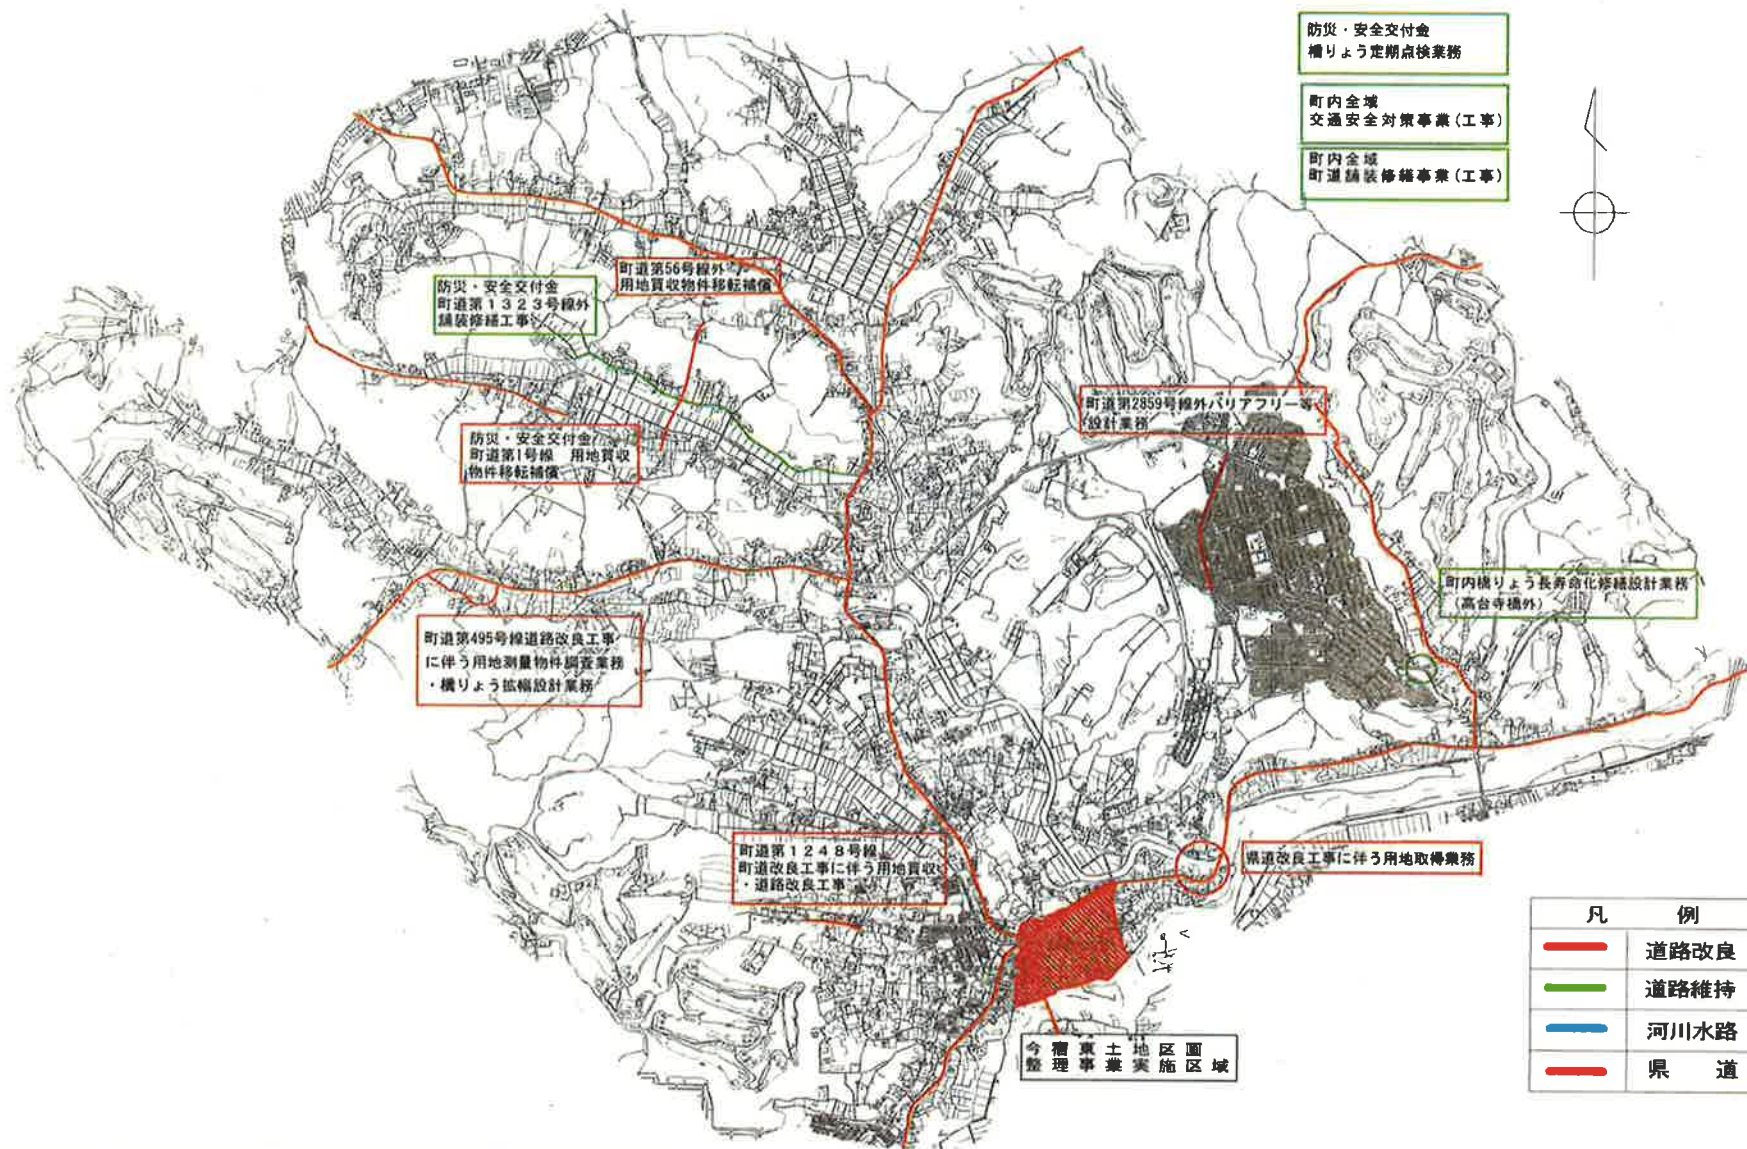 防災・安全交付金
橋りょう定期点検業務
町内全域
交通安全対策事業(工事)
町内全域
町道舗装修繕事業(工事)
町道第56号線外
用地買収物件移転補償
防災・安全交付金
町道第1323号線外
舗装修繕工事
町道第2859号線外バリアフリー等
設計業務
防災・安全交付金
町道第1号線 用地買収
物件移転補償
町内橋りょう長寿命化修繕設計業務
(高台寺橋外)
町道第495号線道路改良工事
に伴う用地測量物件調査業務
・橋りょう拡幅設計業務
町道第1248号線
町道改良工事に伴う用地買収
・道路改良工事
県道改良工事に伴う用地取得業務
今宿東土地区画
整理事業実施区域
凡 例
道路改良
道路維持
河川水路
県 道